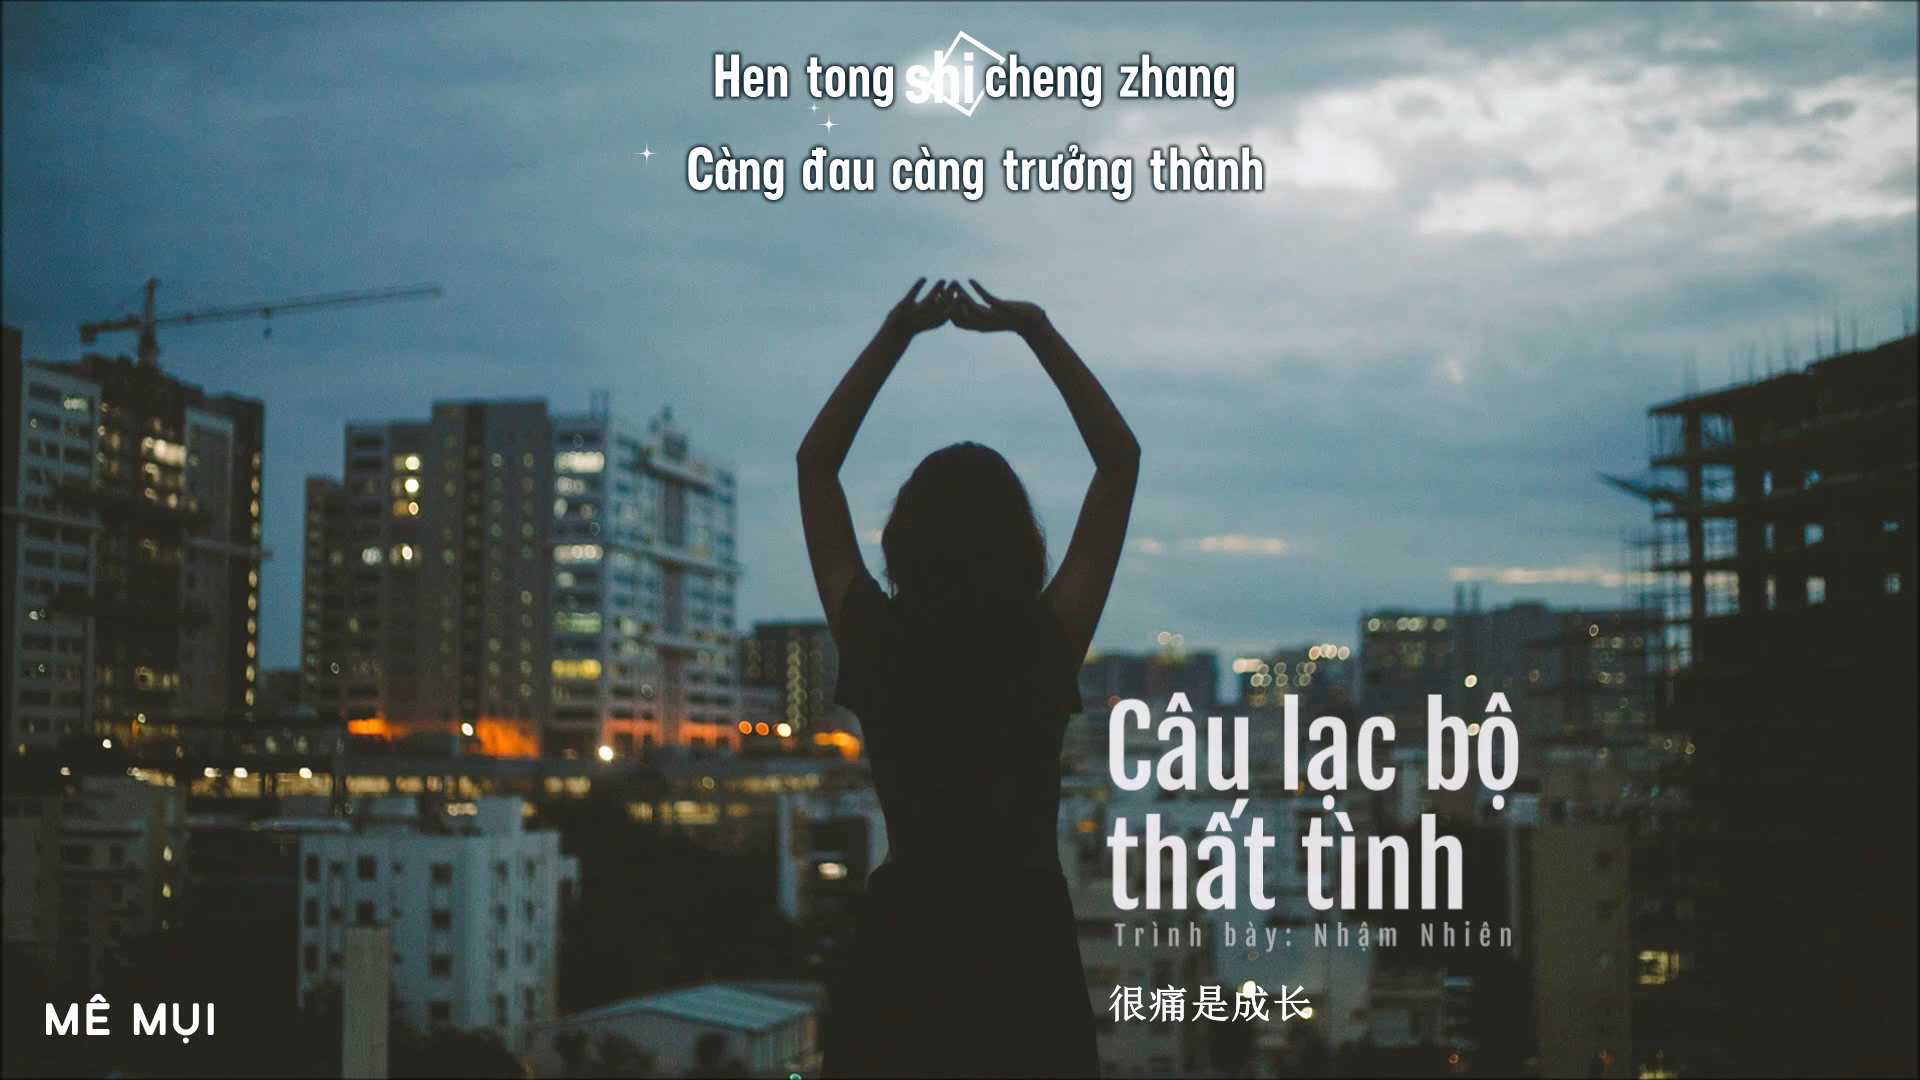 Hen tong shi cheng zhang
Càng đau càng trưởng thành
Câu lạc bộ
thất tình
Trình bày: Nhậm Nhiên
很痛是成长
MÊ MỤI